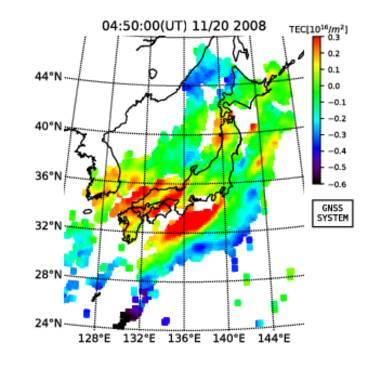 04:50:00(UT) 11/20 2008
TEC[10¹⁶/m²]
0.3
0.2
0.1
0.0
−0.1
−0.2
−0.3
−0.4
−0.5
−0.6
GNSS
SYSTEM
44°N
40°N
36°N
32°N
28°N
24°N
128°E 132°E 136°E 140°E 144°E